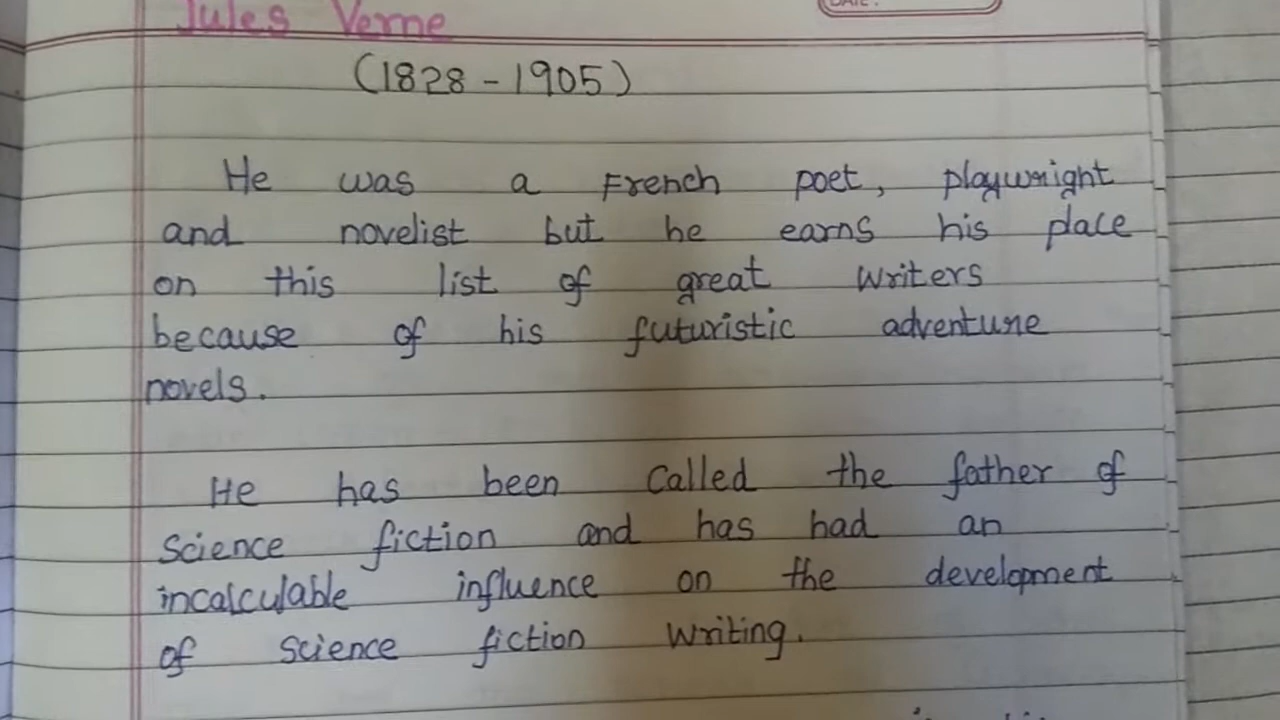 Jules Verne
DATE:
(1828 - 1905)
He was a French poet, playwright
and novelist but he earns his place
on this list of great writers
because of his futuristic adventure
novels.
He has been called the father of
Science fiction and has had an
incalculable influence on the development
of science fiction writing.